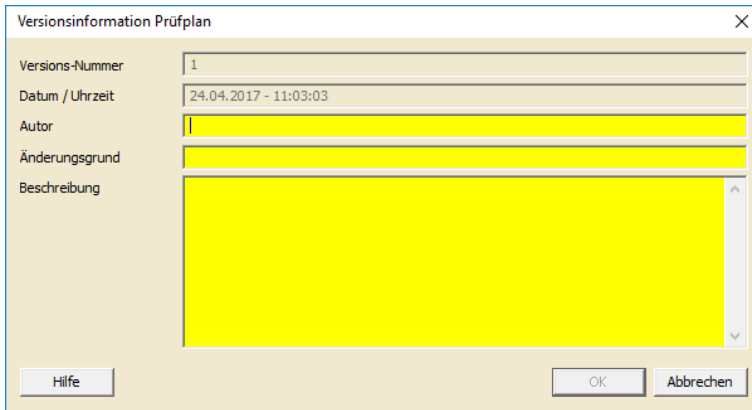 Versionsinformation Prüfplan
Versions-Nummer 1
Datum / Uhrzeit 24.04.2017 - 11:03:03
Autor
Änderungsgrund
Beschreibung
Hilfe OK Abbrechen